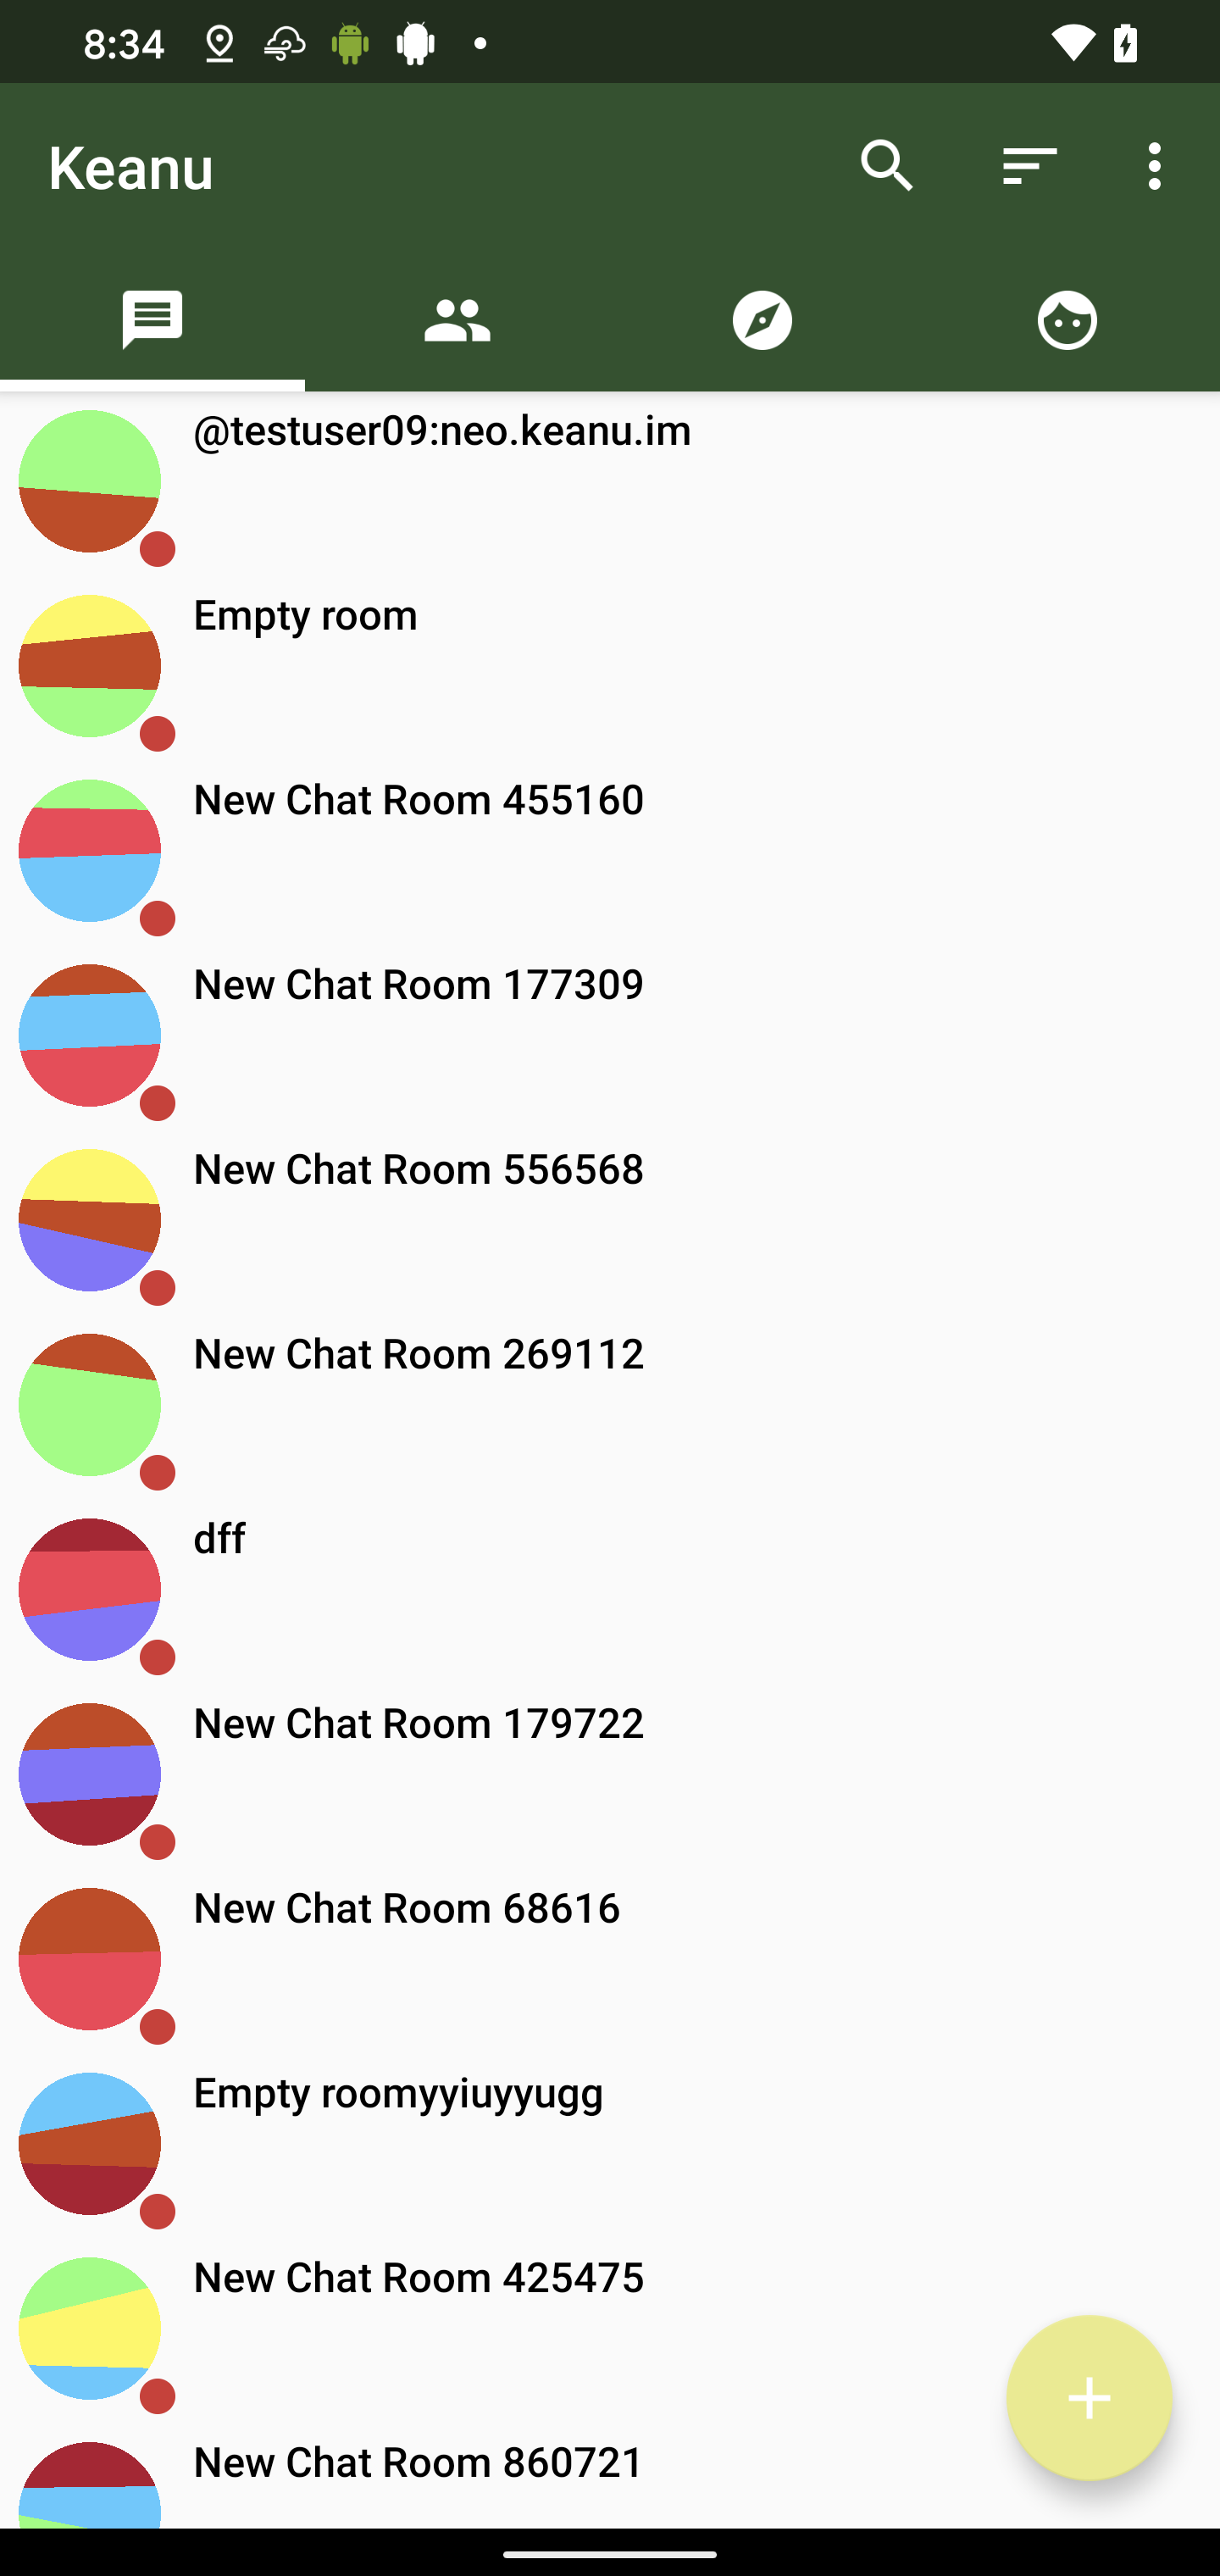 8:34
Keanu
@testuser09:neo.keanu.im
Empty room
New Chat Room 455160
New Chat Room 177309
New Chat Room 556568
New Chat Room 269112
dff
New Chat Room 179722
New Chat Room 68616
Empty roomyyiuyyugg
New Chat Room 425475
New Chat Room 860721